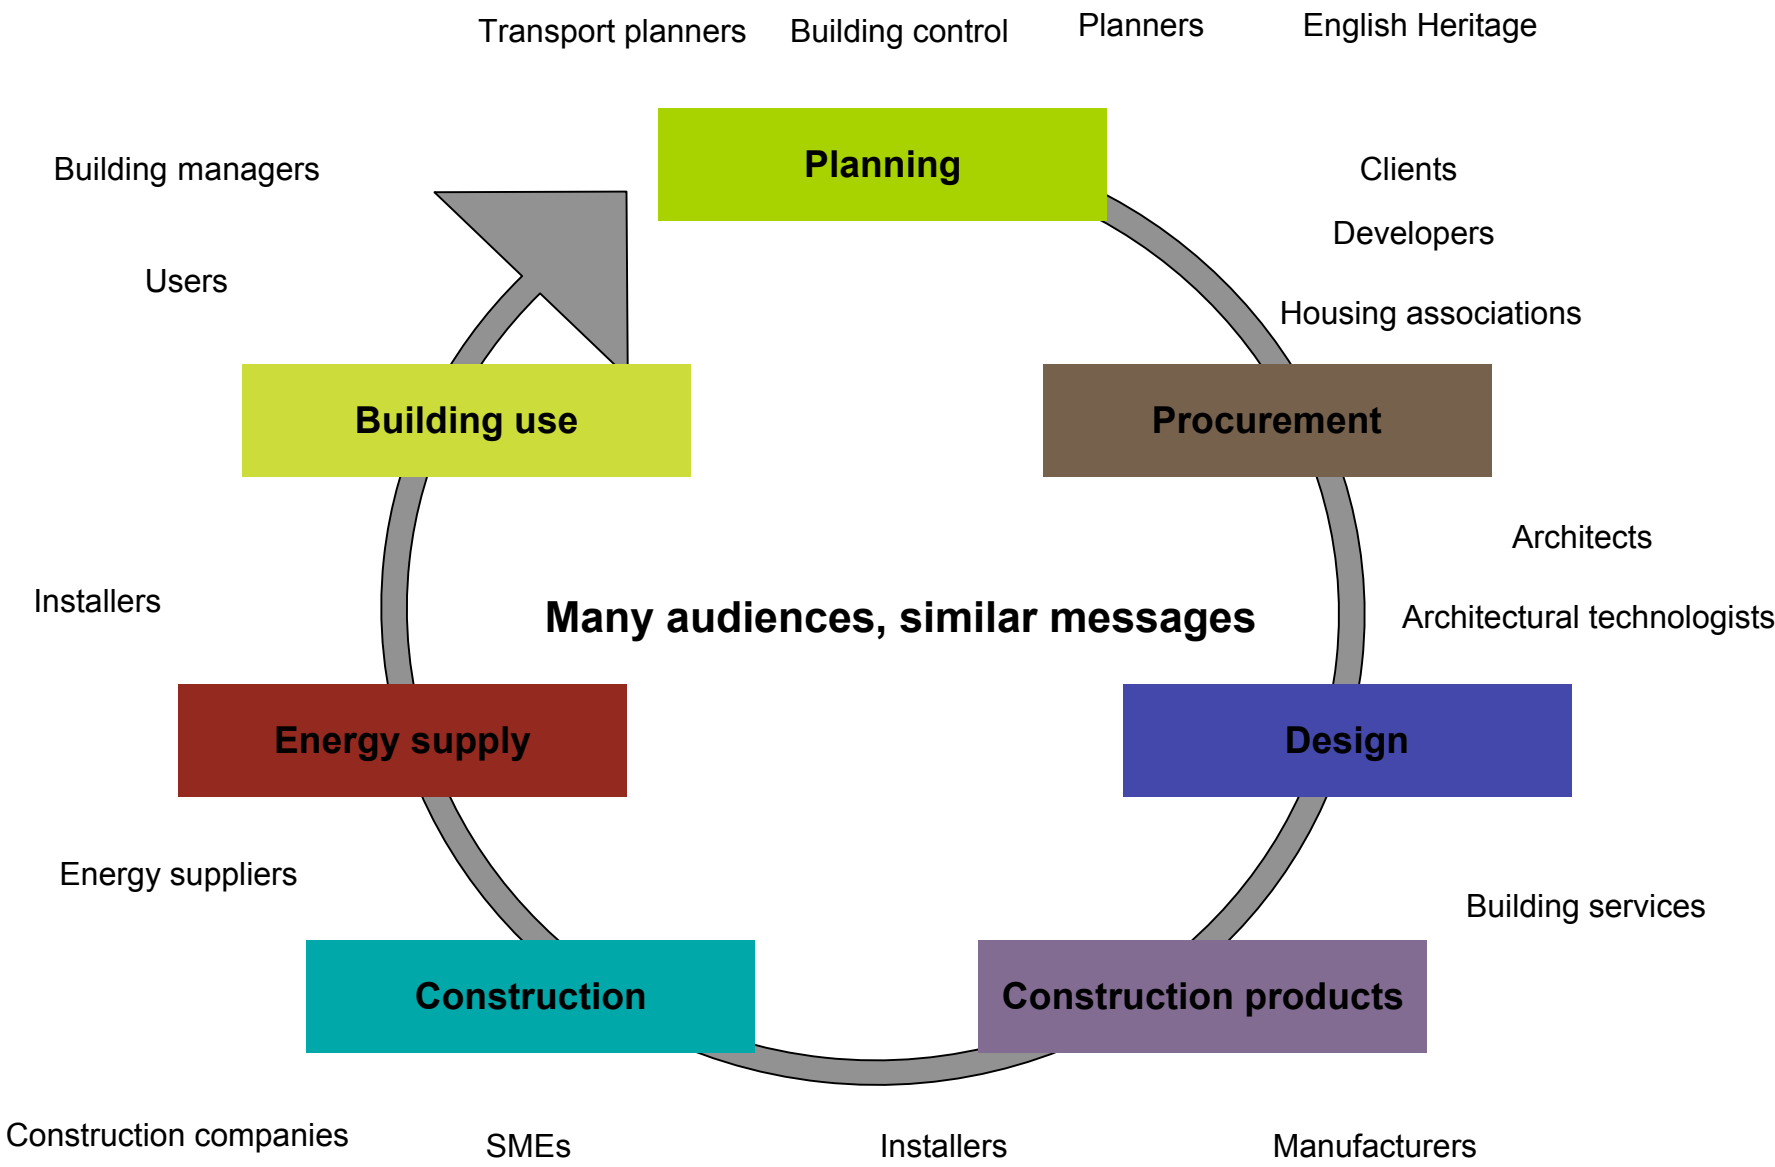 Transport planners
Building control
Planners
English Heritage
Planning
Building managers
Clients
Developers
Users
Housing associations
Building use
Procurement
Architects
Installers
Many audiences, similar messages
Architectural technologists
Energy supply
Design
Energy suppliers
Building services
Construction
Construction products
Construction companies
SMEs
Installers
Manufacturers